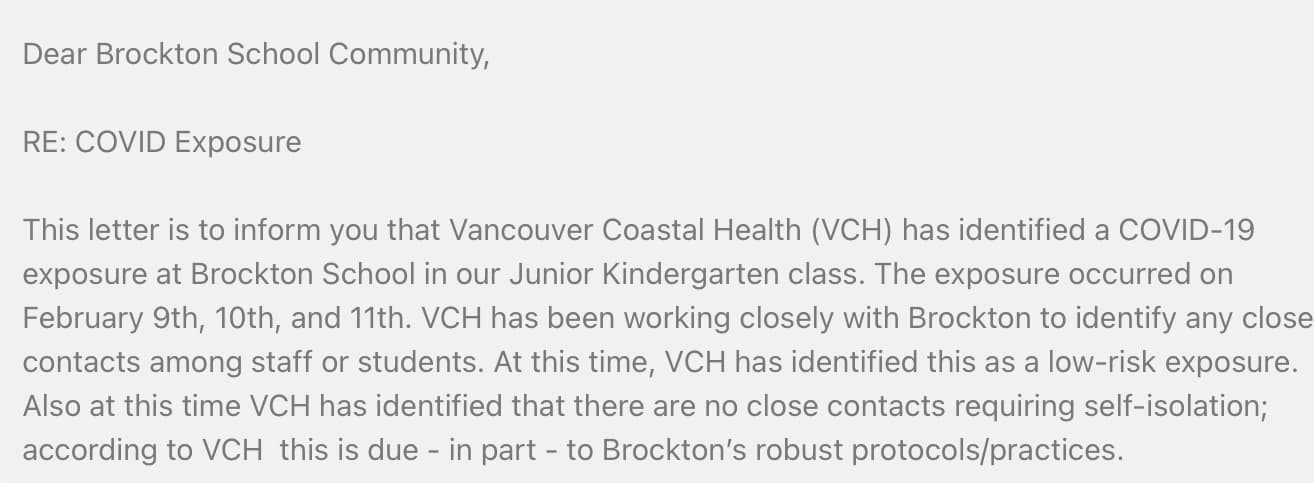 Dear Brockton School Community,
RE: COVID Exposure
This letter is to inform you that Vancouver Coastal Health (VCH) has identified a COVID-19
exposure at Brockton School in our Junior Kindergarten class. The exposure occurred on
February 9th, 10th, and 11th. VCH has been working closely with Brockton to identify any close
contacts among staff or students. At this time, VCH has identified this as a low-risk exposure.
Also at this time VCH has identified that there are no close contacts requiring self-isolation;
according to VCH  this is due - in part - to Brockton’s robust protocols/practices.